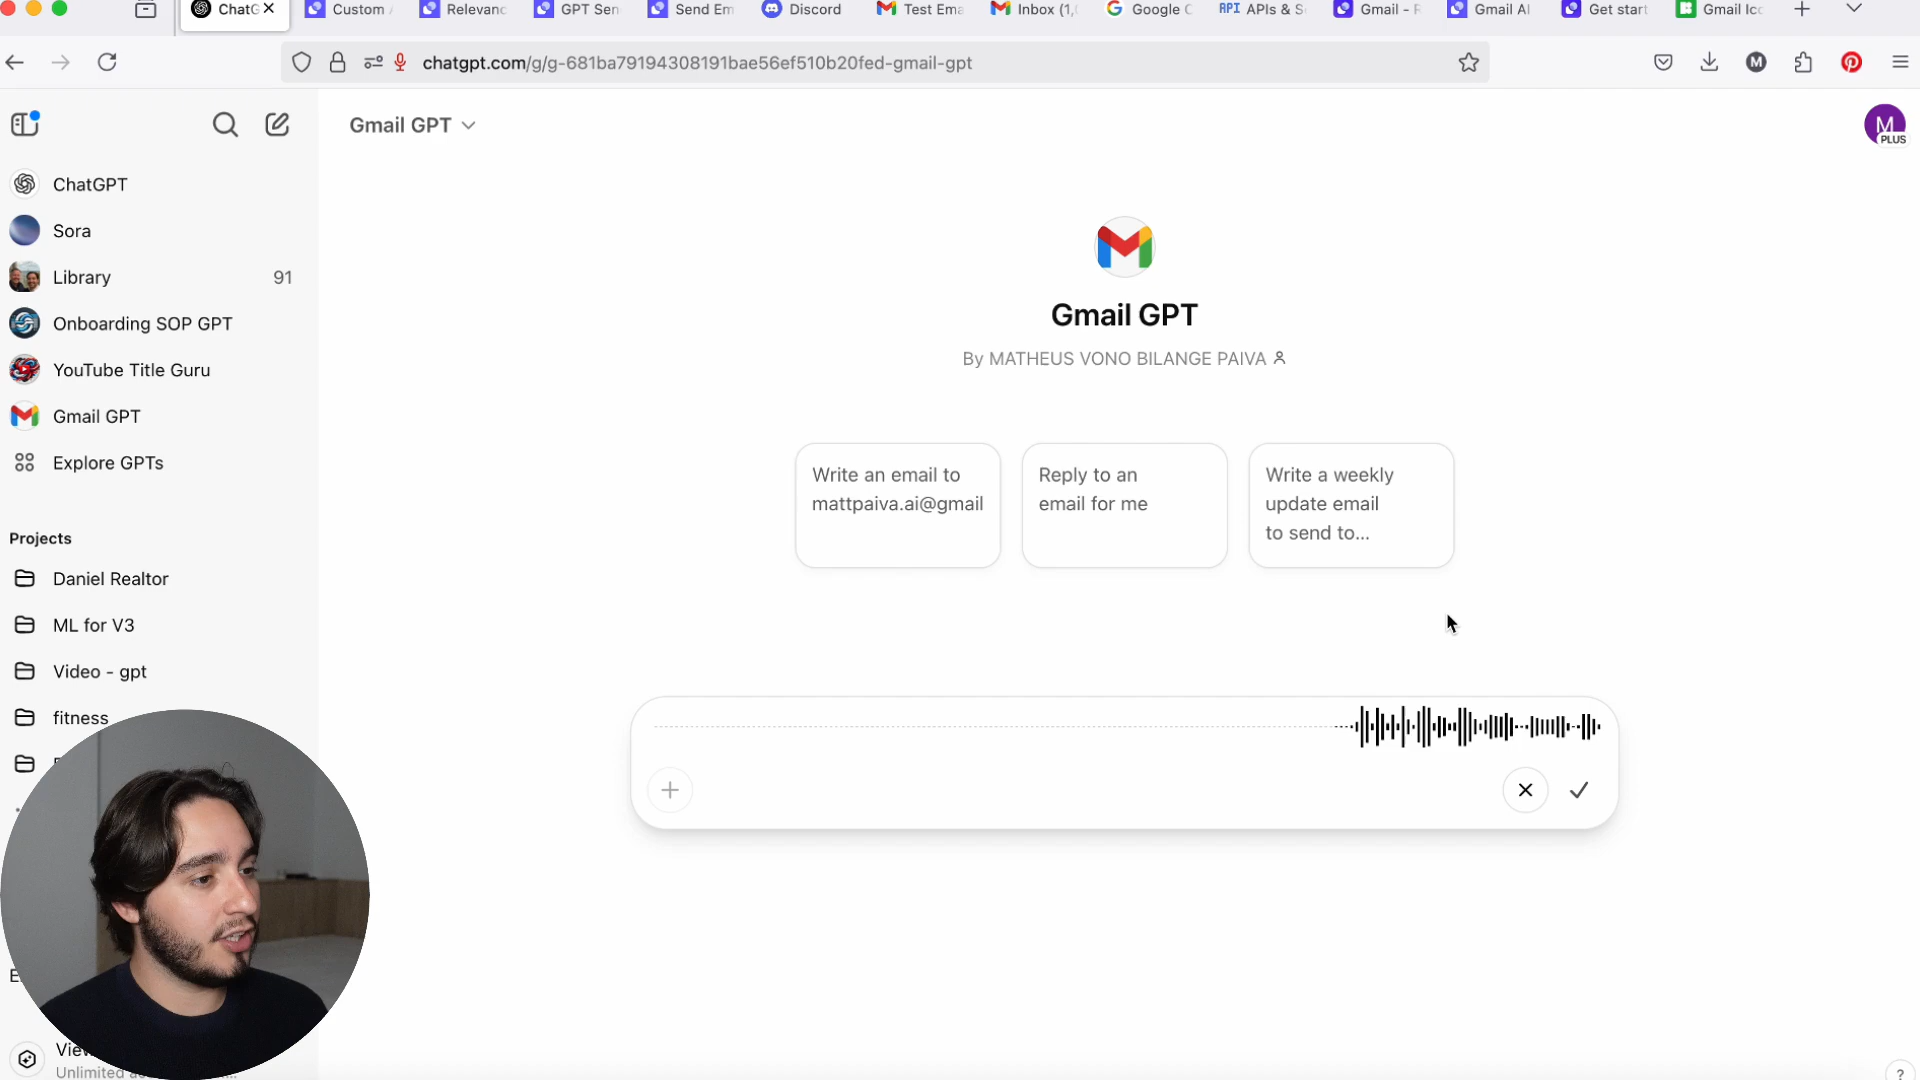 ChatG
Custom
Relevanc
GPT Sen
Send Em
Discord
Test Ema
Inbox (1,
Google C
API APIs & S
Gmail - R
Gmail AI
Get start
Gmail Ico
chatgpt.com/g/g-681ba79194308191bae56ef510b20fed-gmail-gpt
M
Gmail GPT
M
PLUS
ChatGPT
Sora
Library
91
Onboarding SOP GPT
YouTube Title Guru
Gmail GPT
Explore GPTs
Projects
Daniel Realtor
ML for V3
Video - gpt
fitness
Gmail GPT
By MATHEUS VONO BILANGE PAIVA
Write an email to
mattpaiva.ai@gmail
Reply to an
email for me
Write a weekly
update email
to send to...
View
Unlimited
?